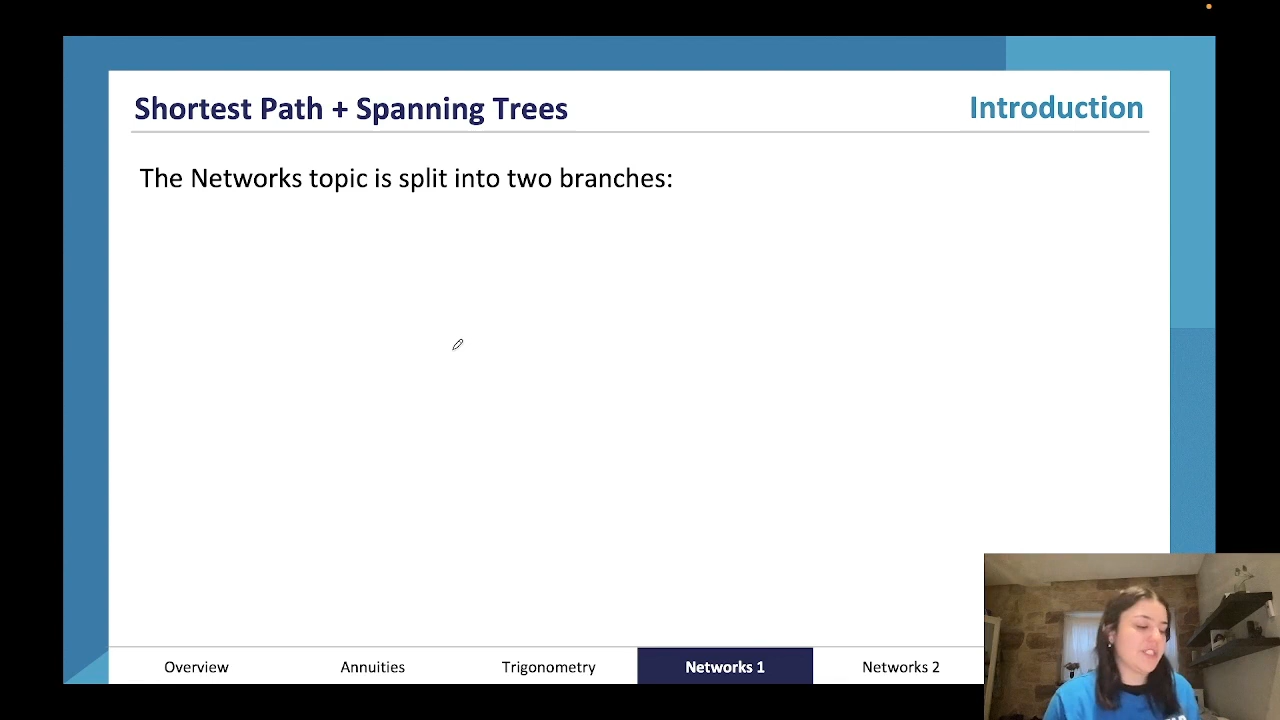 Shortest Path + Spanning Trees
Introduction
The Networks topic is split into two branches:
Overview
Annuities
Trigonometry
Networks 1
Networks 2